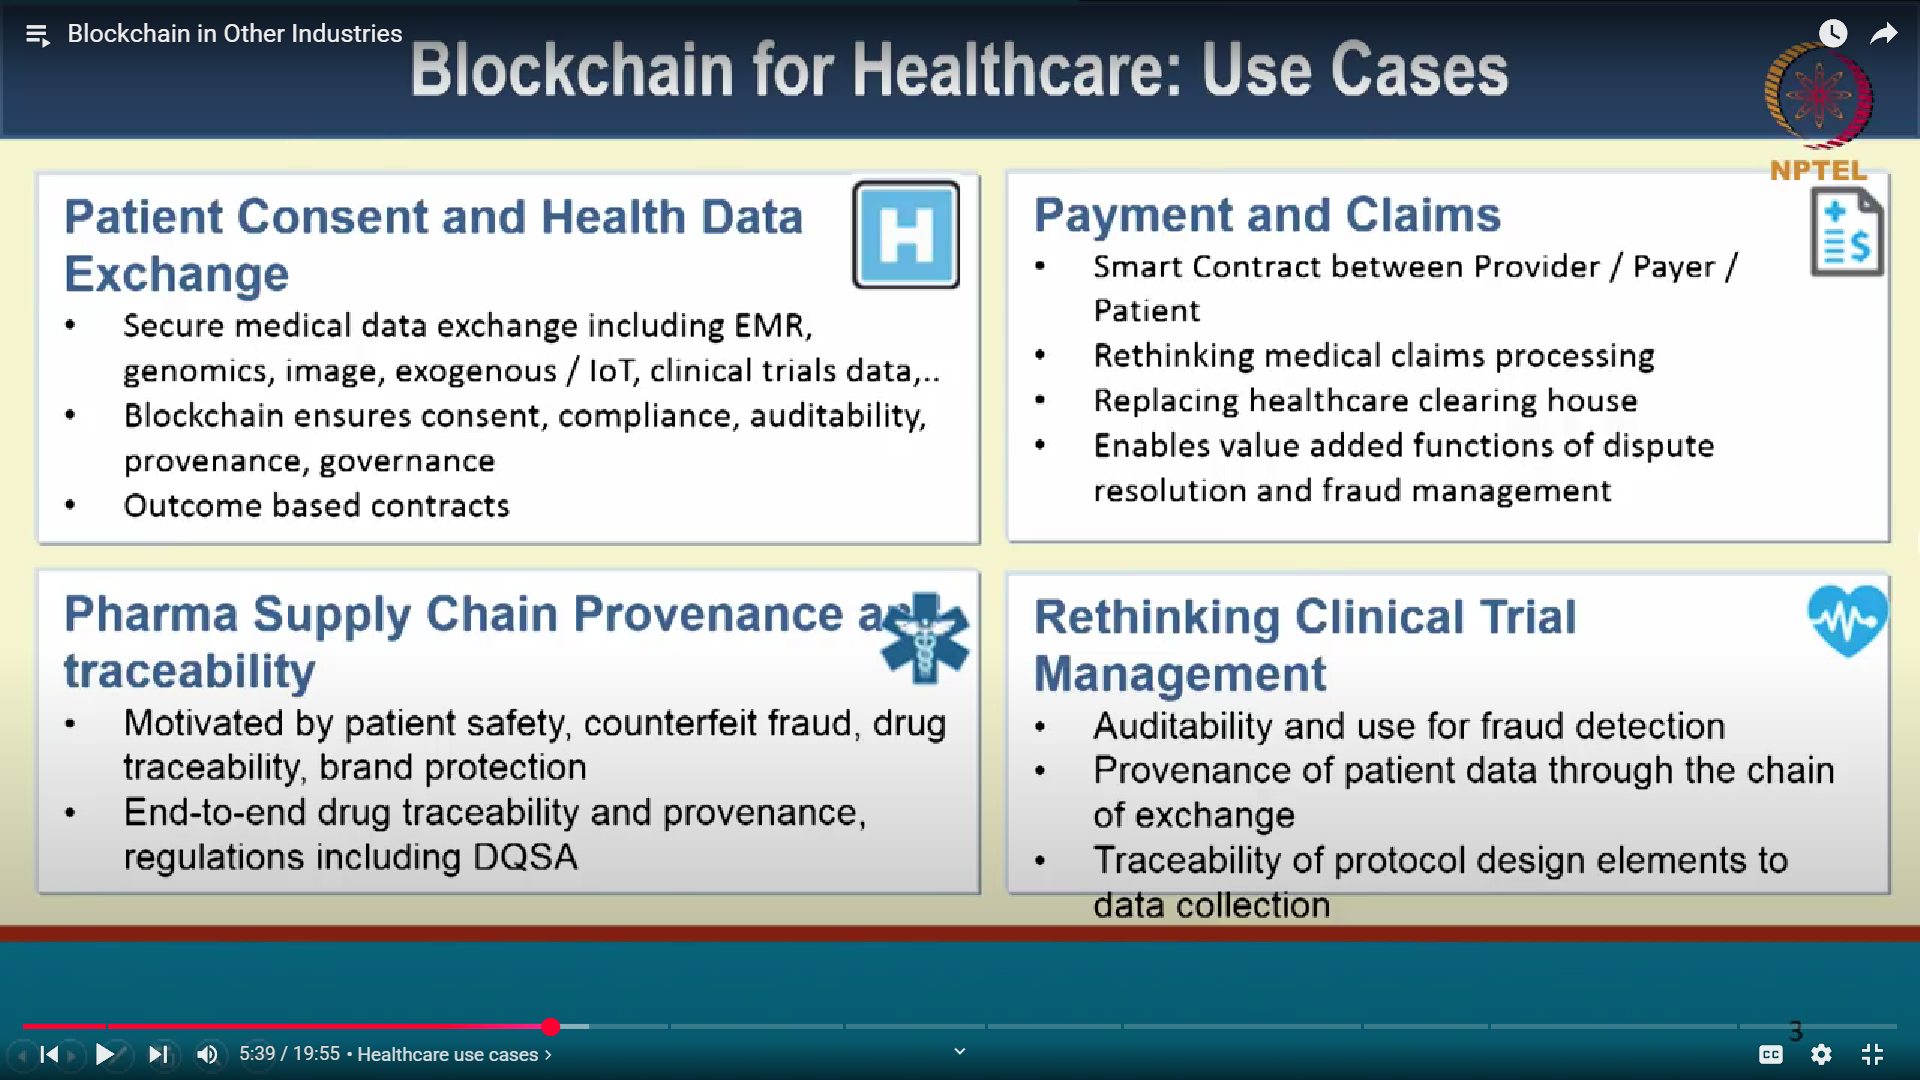 Blockchain in Other Industries
Blockchain for Healthcare: Use Cases
NPTEL
Patient Consent and Health Data
Exchange
H
• Secure medical data exchange including EMR,
genomics, image, exogenous / IoT, clinical trials data,..
• Blockchain ensures consent, compliance, auditability,
provenance, governance
• Outcome based contracts
Payment and Claims
$
• Smart Contract between Provider / Payer /
Patient
• Rethinking medical claims processing
• Replacing healthcare clearing house
• Enables value added functions of dispute
resolution and fraud management
Pharma Supply Chain Provenance
traceability
• Motivated by patient safety, counterfeit fraud, drug
traceability, brand protection
• End-to-end drug traceability and provenance,
regulations including DQSA
Rethinking Clinical Trial
Management
• Auditability and use for fraud detection
• Provenance of patient data through the chain
of exchange
• Traceability of protocol design elements to
data collection
3
5:39 / 19:55 • Healthcare use cases ›
CC